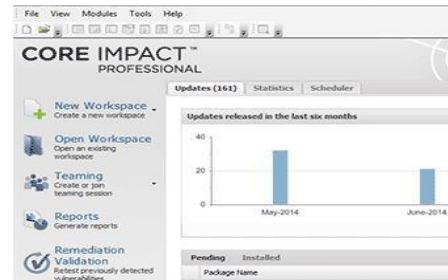 File View Modules Tools Help
CORE IMPACT™
PROFESSIONAL
Updates (161) Statistics Scheduler
New Workspace
Create a new workspace
Open Workspace
Open an existing
workspace
Teaming
Create or join
teaming session
Reports
Generate reports
Remediation
Validation
Retest previously detected
vulnerabilities
Updates released in the last six months
40
20
0
May-2014 June-2014
Pending Installed
Package Name